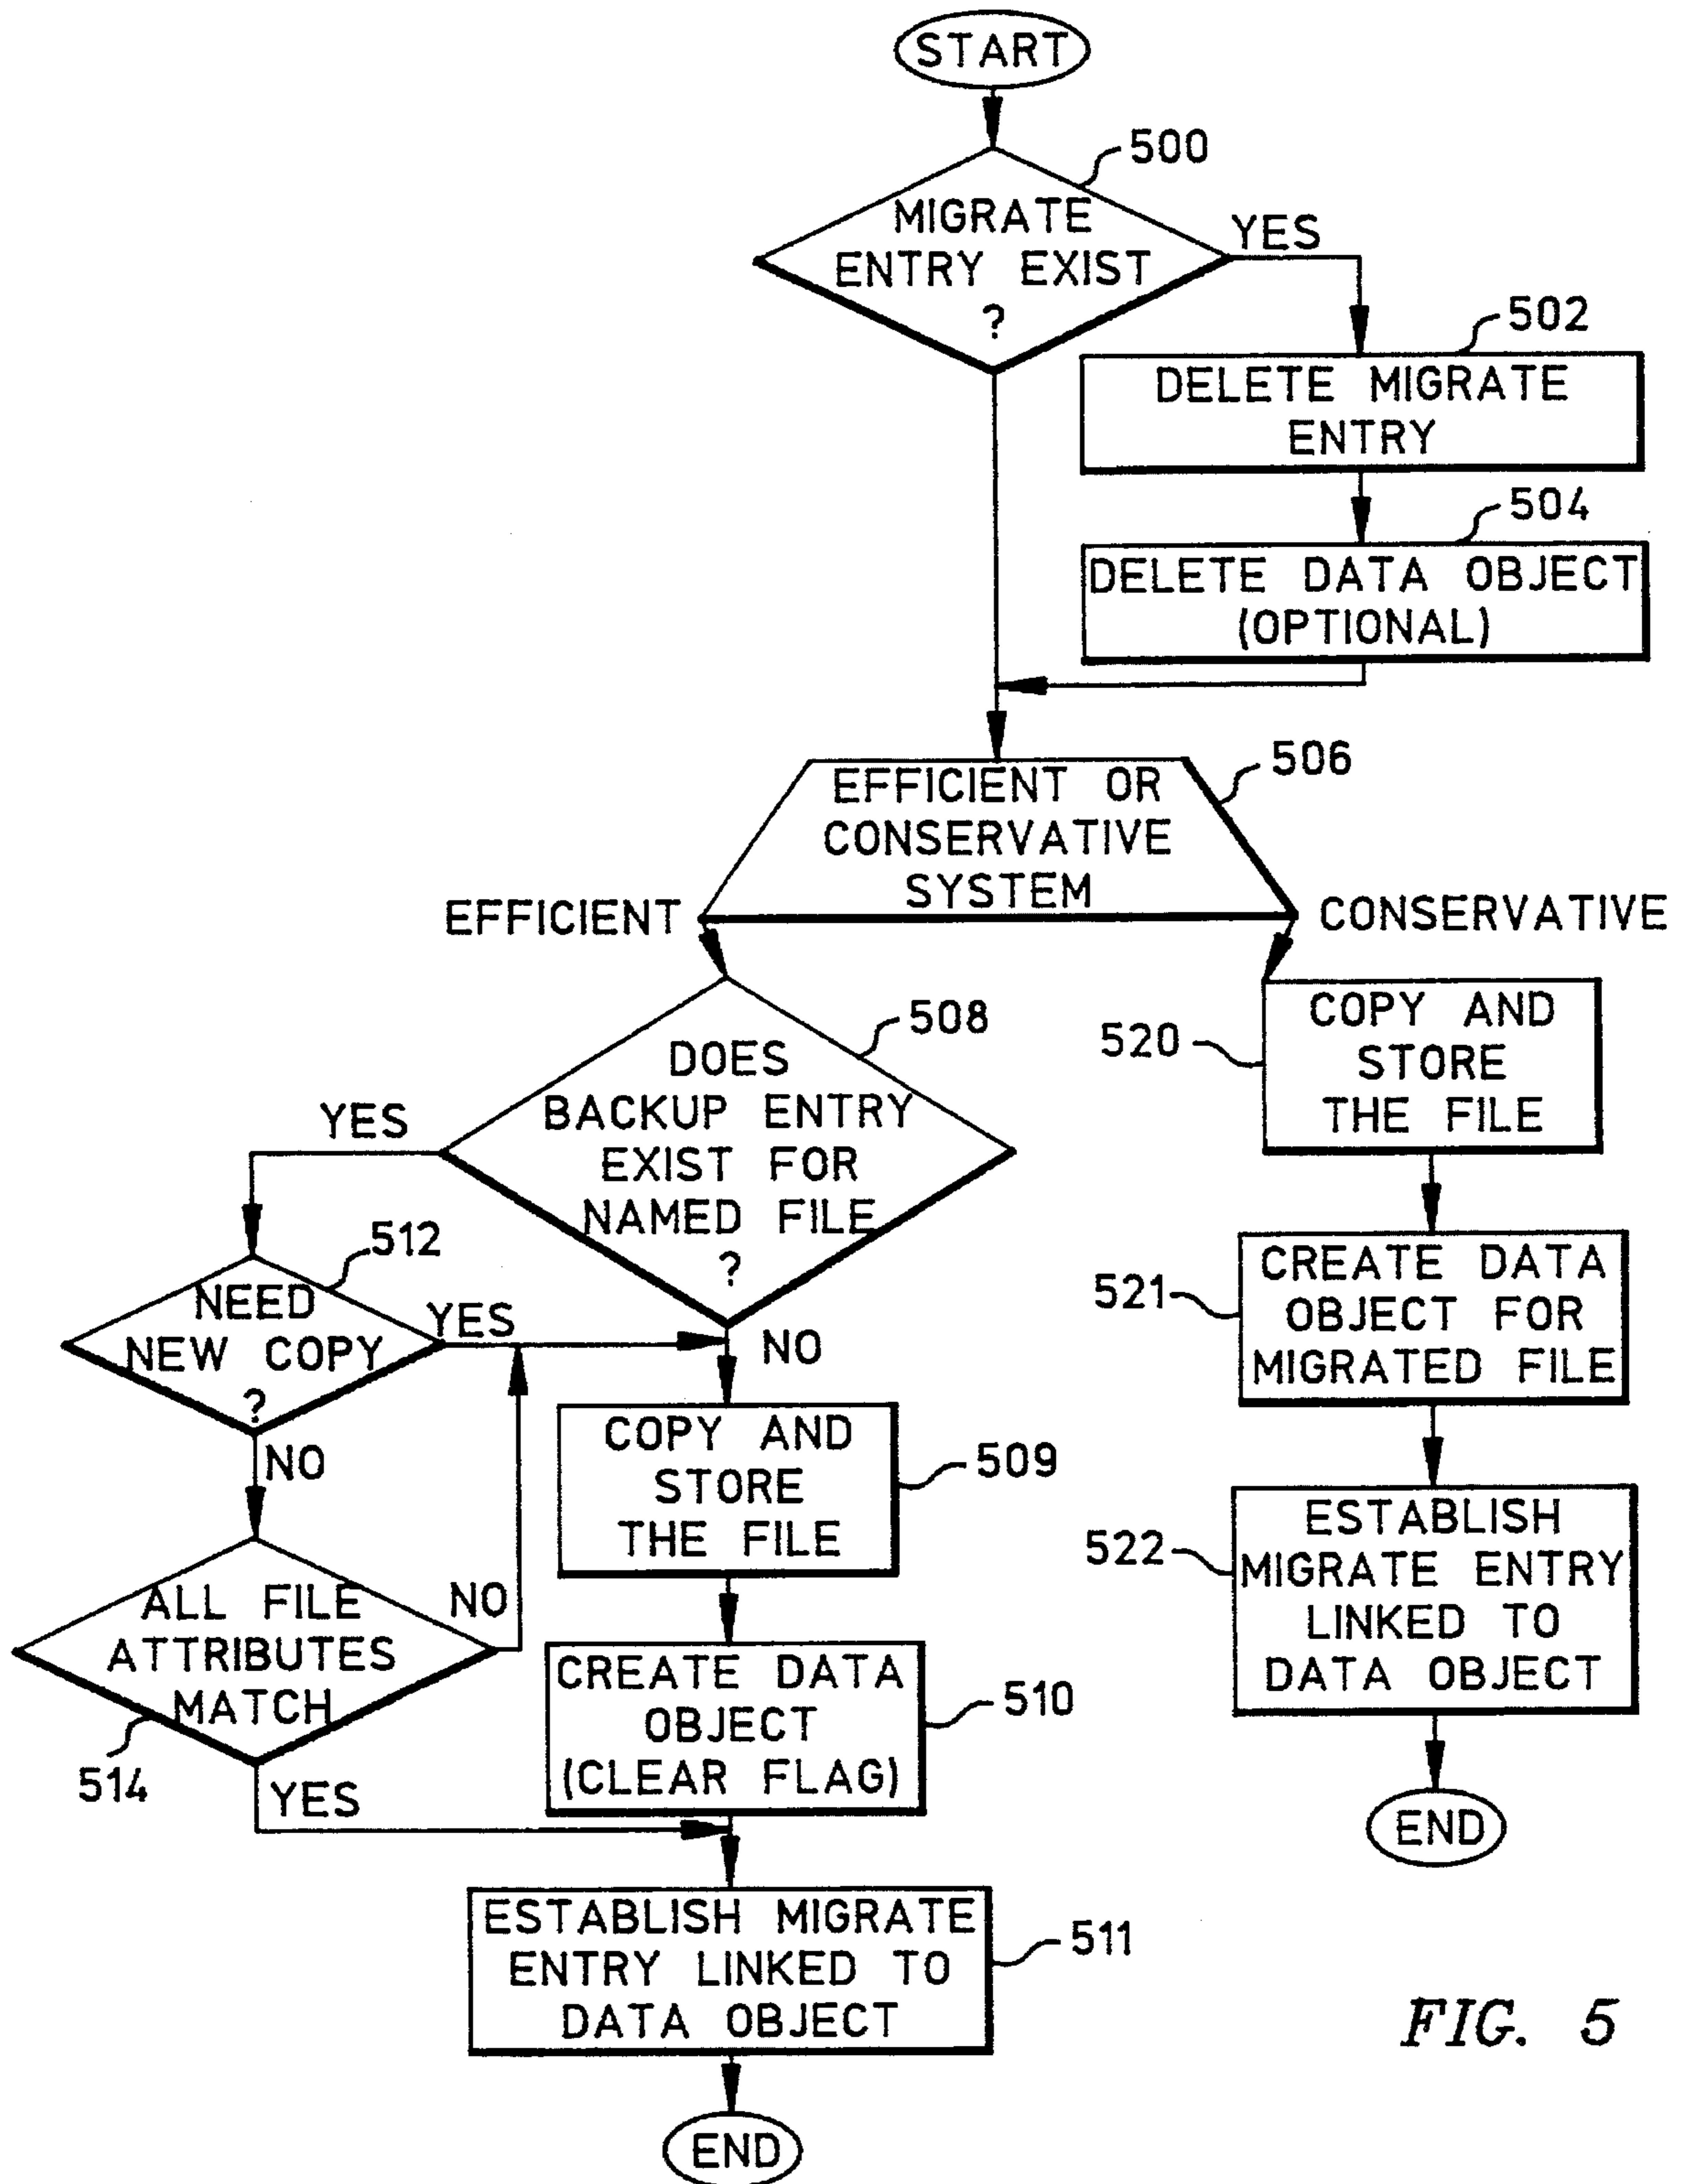 START
500
MIGRATE
ENTRY EXIST
?
YES
502
DELETE MIGRATE
ENTRY
504
DELETE DATA OBJECT
(OPTIONAL)
506
EFFICIENT OR
CONSERVATIVE
SYSTEM
EFFICIENT
CONSERVATIVE
508
DOES
BACKUP ENTRY
EXIST FOR
NAMED FILE
?
YES
NO
512
NEED
NEW COPY
?
YES
NO
ALL FILE
ATTRIBUTES
MATCH
NO
514
YES
COPY AND
STORE
THE FILE
509
CREATE DATA
OBJECT
(CLEAR FLAG)
510
ESTABLISH MIGRATE
ENTRY LINKED TO
DATA OBJECT
511
END
520
COPY AND
STORE
THE FILE
521
CREATE DATA
OBJECT FOR
MIGRATED FILE
522
ESTABLISH
MIGRATE ENTRY
LINKED TO
DATA OBJECT
END
FIG. 5